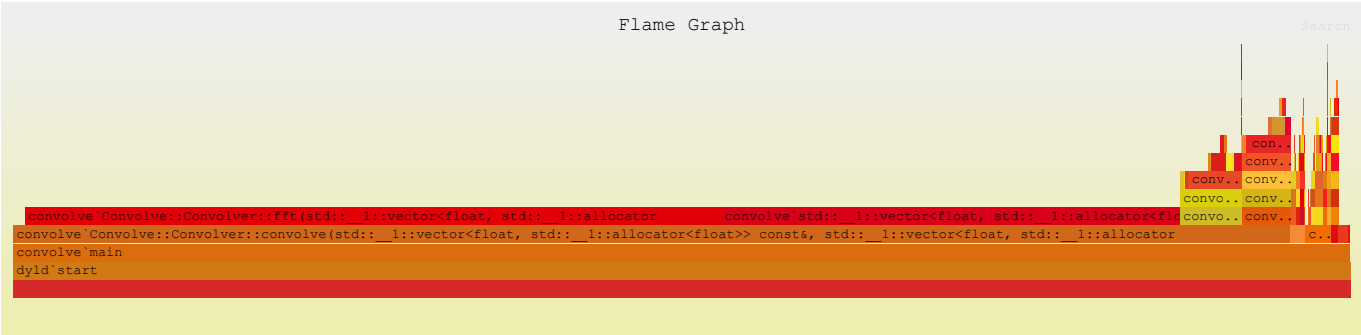 Flame Graph
Search
con..
conv..
conv.. conv..
convo.. conv..
convolve`Convolve::Convolver::fft(std::__1::vector<float, std::__1::allocator convolve`std::__1::vector<float, std::__1::allocator<flo convo.. conv..
convolve`Convolve::Convolver::convolve(std::__1::vector<float, std::__1::allocator<float>> const&, std::__1::vector<float, std::__1::allocator c..
convolve`main
dyld`start